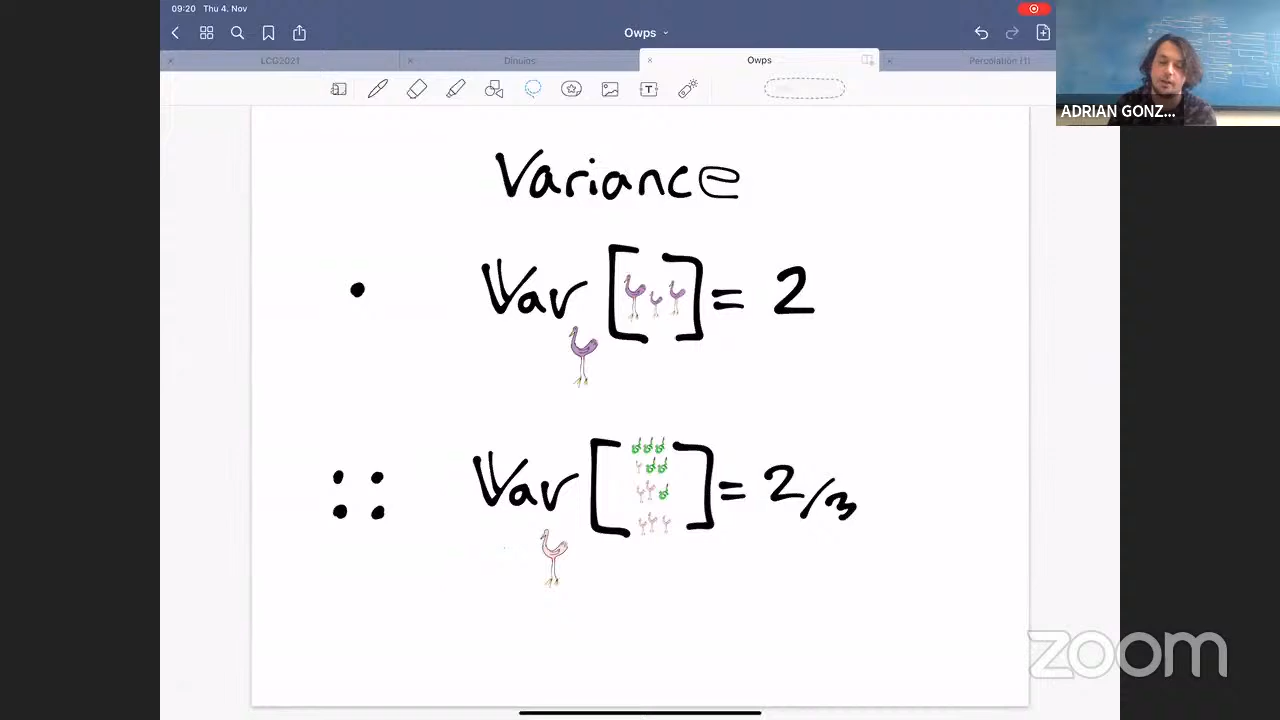 09:20 Thu 4. Nov
Owps
LCG2021
Dinulos
Owps
Percolation (1)
ADRIAN GONZ...
Variance
Var [ ] = 2
Var [ ] = 2/3
zoom